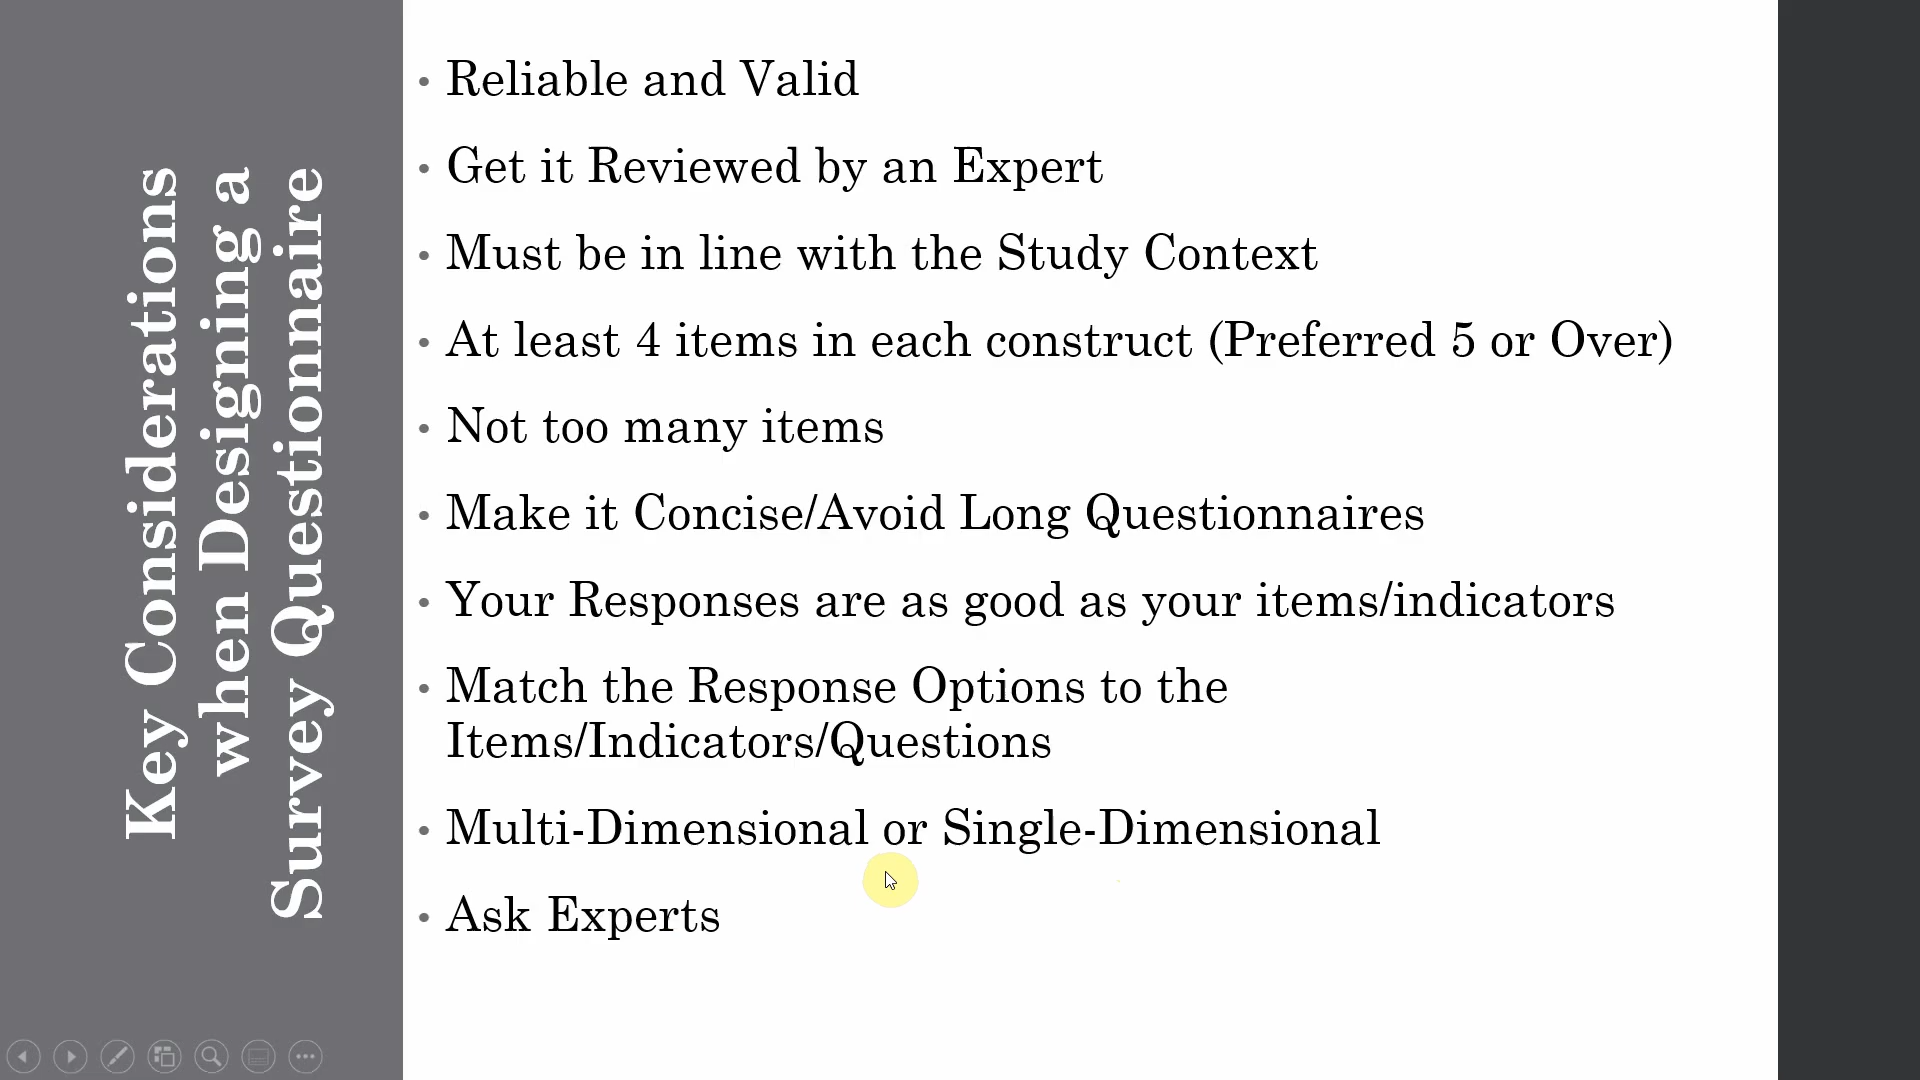 Key Considerations
when Designing a
Survey Questionnaire
• Reliable and Valid
• Get it Reviewed by an Expert
• Must be in line with the Study Context
• At least 4 items in each construct (Preferred 5 or Over)
• Not too many items
• Make it Concise/Avoid Long Questionnaires
• Your Responses are as good as your items/indicators
• Match the Response Options to the
Items/Indicators/Questions
• Multi-Dimensional or Single-Dimensional
• Ask Experts